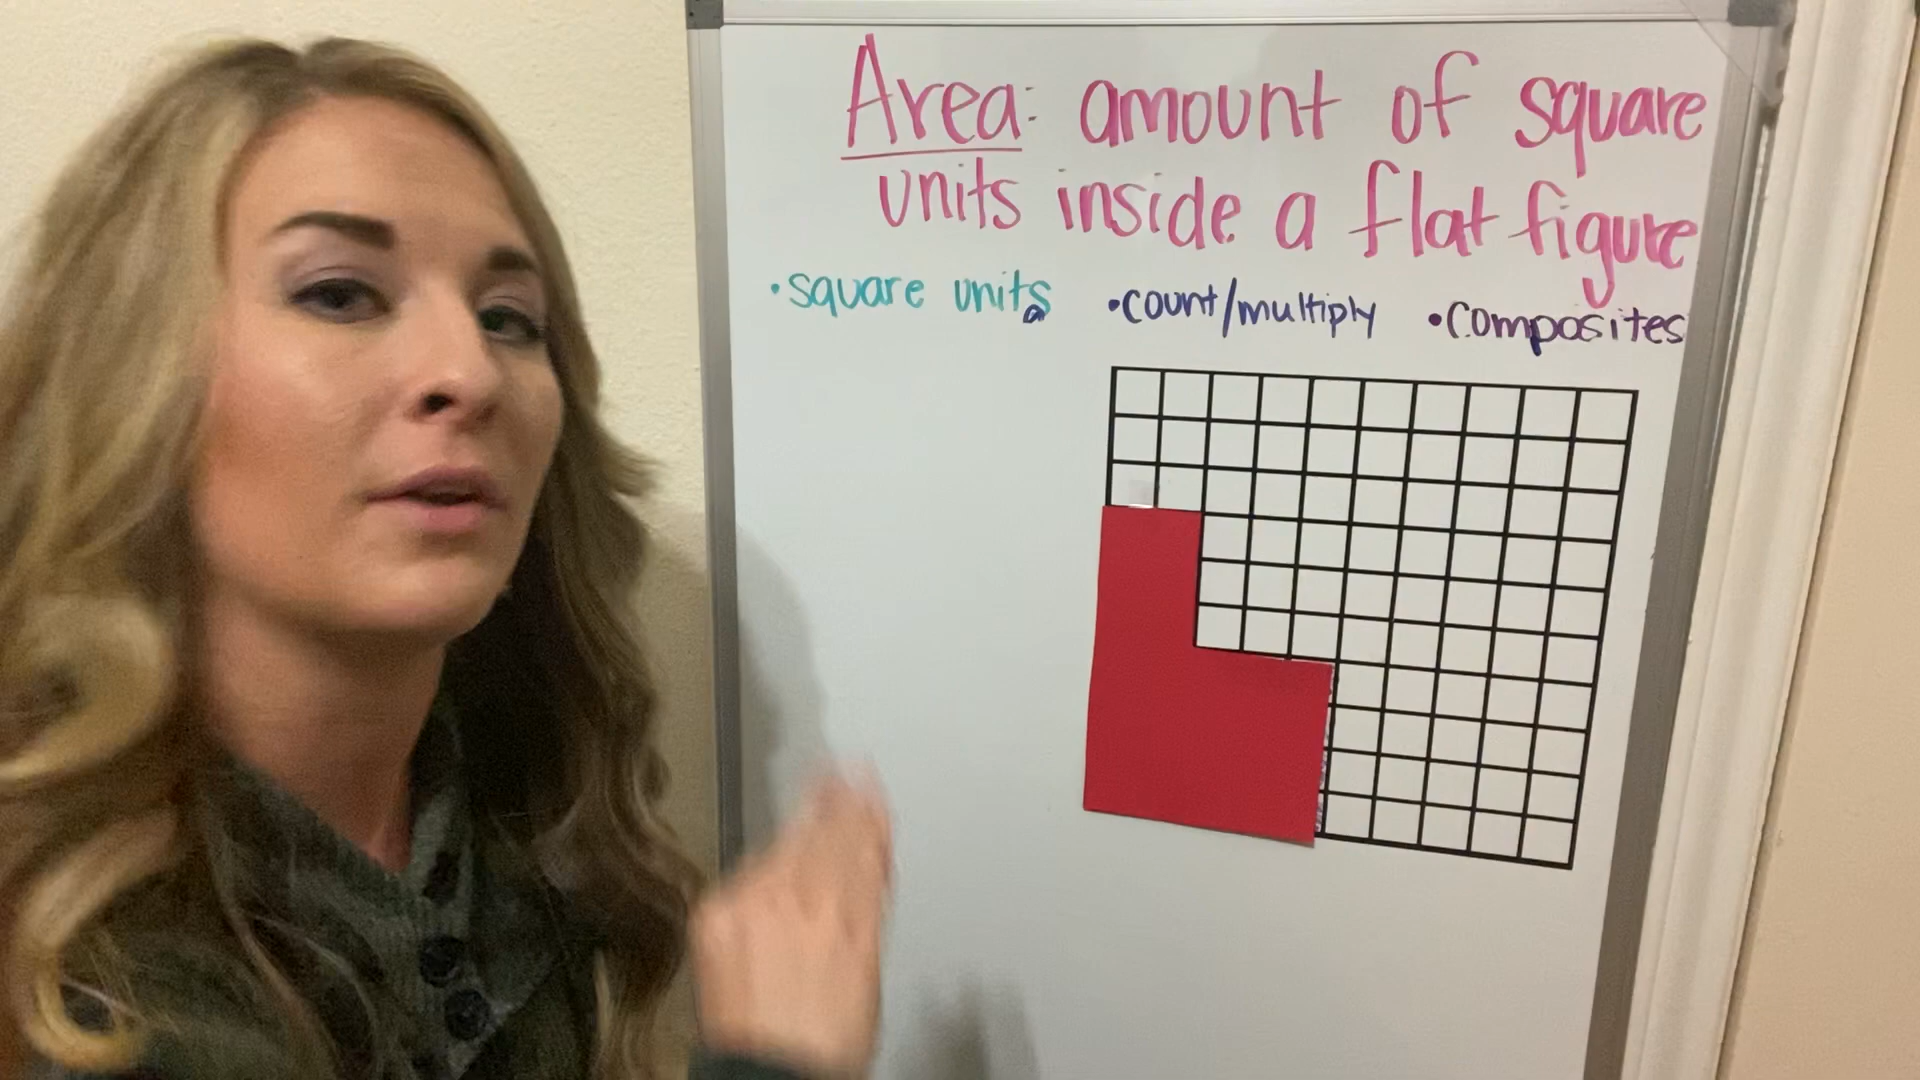 Area: amount of square
units inside a flat figure
•square units •count/multiply •composites